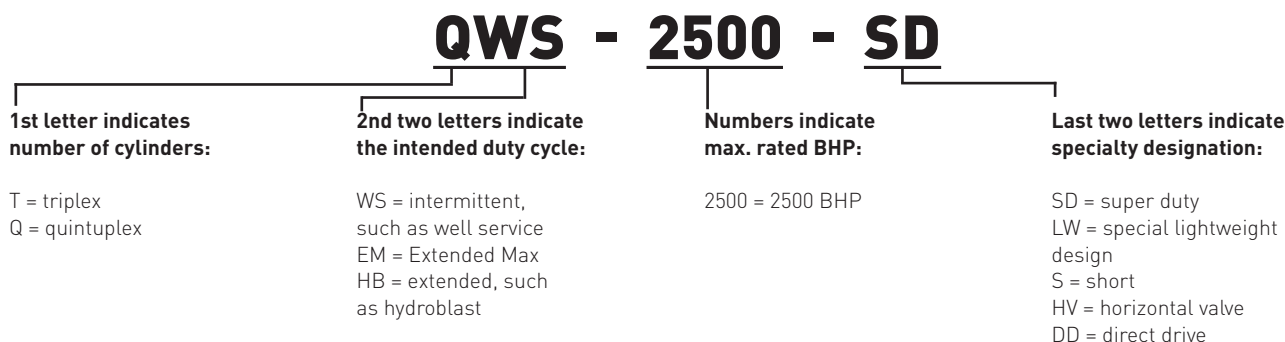 QWS - 2500 - SD
1st letter indicates
number of cylinders:
T = triplex
Q = quintuplex
2nd two letters indicate
the intended duty cycle:
WS = intermittent,
such as well service
EM = Extended Max
HB = extended, such
as hydroblast
Numbers indicate
max. rated BHP:
2500 = 2500 BHP
Last two letters indicate
specialty designation:
SD = super duty
LW = special lightweight
design
S = short
HV = horizontal valve
DD = direct drive